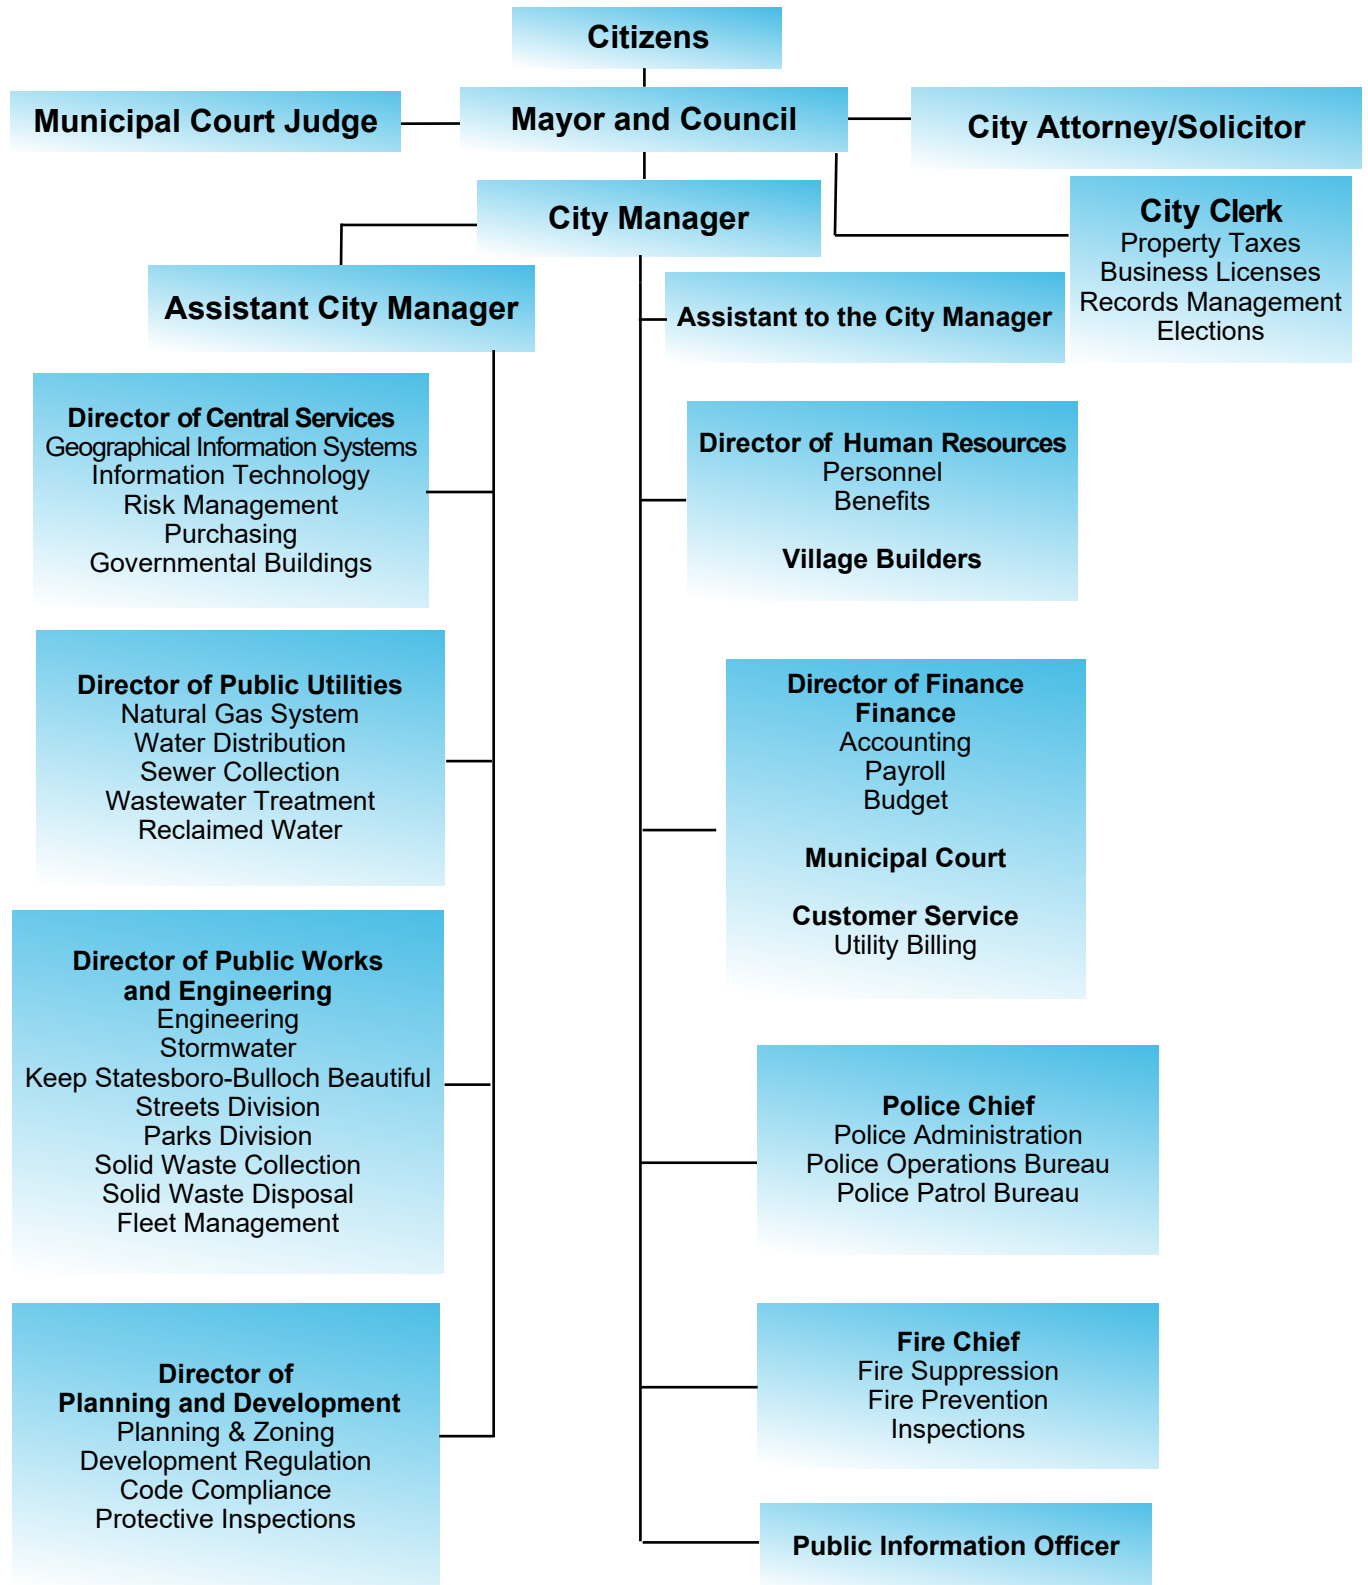 Citizens
Municipal Court Judge
Mayor and Council
City Attorney/Solicitor
City Manager
City Clerk
Property Taxes
Business Licenses
Records Management
Elections
Assistant City Manager
Assistant to the City Manager
Director of Central Services
Geographical Information Systems
Information Technology
Risk Management
Purchasing
Governmental Buildings
Director of Public Utilities
Natural Gas System
Water Distribution
Sewer Collection
Wastewater Treatment
Reclaimed Water
Director of Public Works
and Engineering
Engineering
Stormwater
Keep Statesboro-Bulloch Beautiful
Streets Division
Parks Division
Solid Waste Collection
Solid Waste Disposal
Fleet Management
Director of
Planning and Development
Planning & Zoning
Development Regulation
Code Compliance
Protective Inspections
Director of Human Resources
Personnel
Benefits
Village Builders
Director of Finance
Finance
Accounting
Payroll
Budget
Municipal Court
Customer Service
Utility Billing
Police Chief
Police Administration
Police Operations Bureau
Police Patrol Bureau
Fire Chief
Fire Suppression
Fire Prevention
Inspections
Public Information Officer